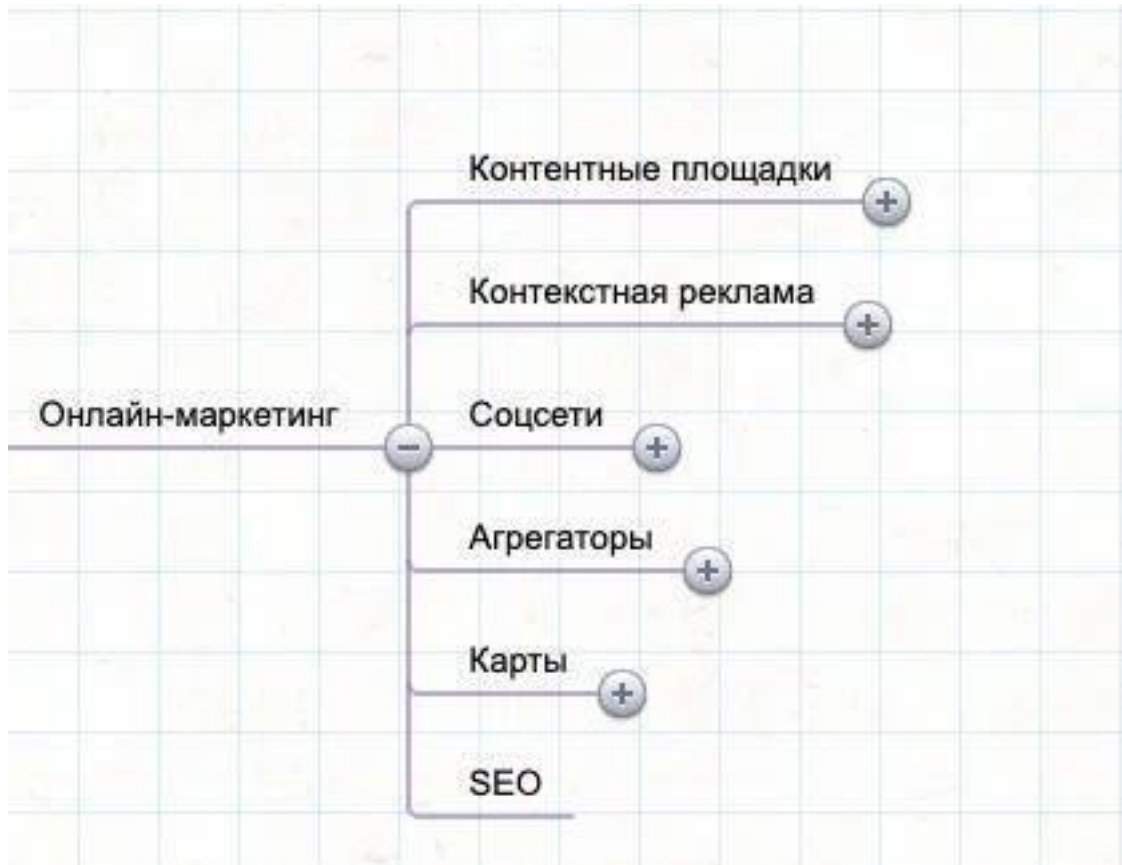 Контентные площадки
Контекстная реклама
Онлайн-маркетинг
Соцсети
Агрегаторы
Карты
SEO